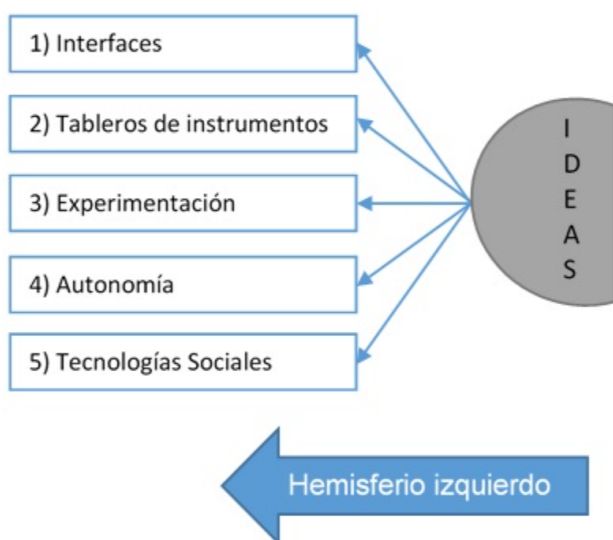 1) Interfaces
2) Tableros de instrumentos
3) Experimentación
4) Autonomía
5) Tecnologías Sociales
I
D
E
A
S
Hemisferio izquierdo